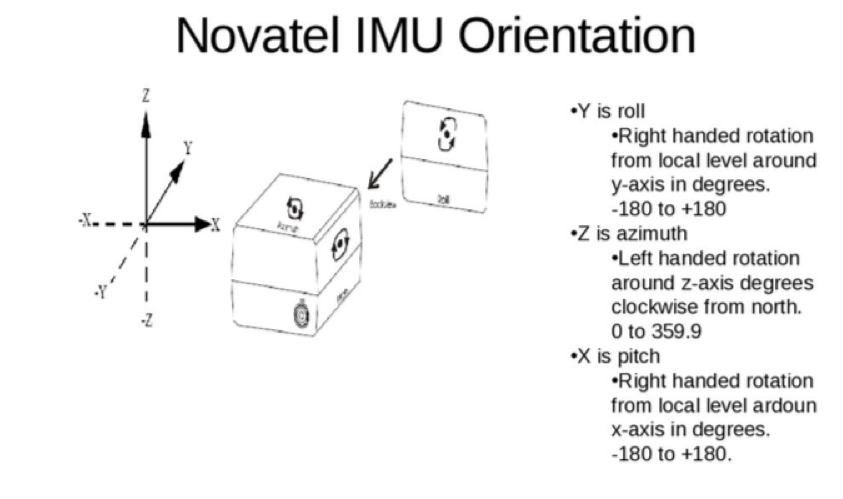 Novatel IMU Orientation
Z
Y
-X
X
-Y
-Z
Roll
•Y is roll
•Right handed rotation
from local level around
y-axis in degrees.
-180 to +180
•Z is azimuth
•Left handed rotation
around z-axis degrees
clockwise from north.
0 to 359.9
•X is pitch
•Right handed rotation
from local level ardoun
x-axis in degrees.
-180 to +180.